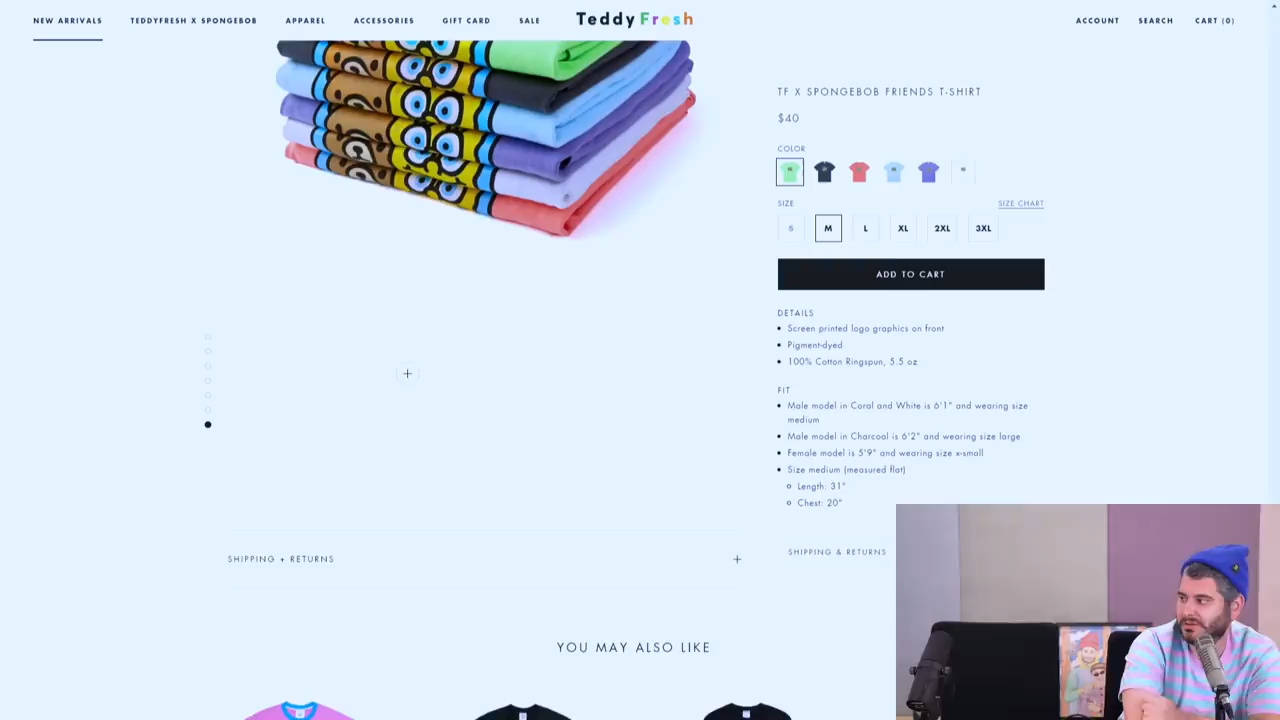 NEW ARRIVALS TEDDYFRESH X SPONGEBOB APPAREL ACCESSORIES GIFT CARD SALE Teddy Fresh ACCOUNT SEARCH CART (0)
TF X SPONGEBOB FRIENDS T-SHIRT
$40
COLOR
SIZE SIZE CHART
S M L XL 2XL 3XL
ADD TO CART
DETAILS
Screen printed logo graphics on front
Pigment-dyed
100% Cotton Ringspun, 5.5 oz.
FIT
Male model in Coral and White is 6'1" and wearing size
medium
Male model in Charcoal is 6'2" and wearing size large
Female model is 5'9" and wearing size x-small
Size medium (measured flat)
Length: 31"
Chest: 20"
SHIPPING & RETURNS
SHIPPING + RETURNS
YOU MAY ALSO LIKE